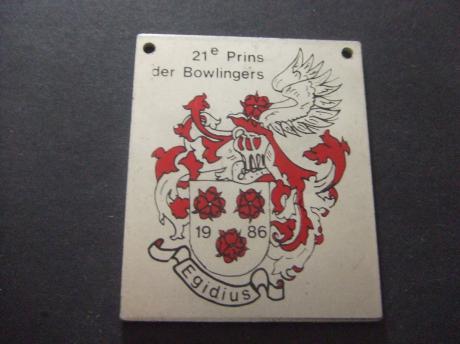 21e Prins
der Bowlingers
19 86
Egidius